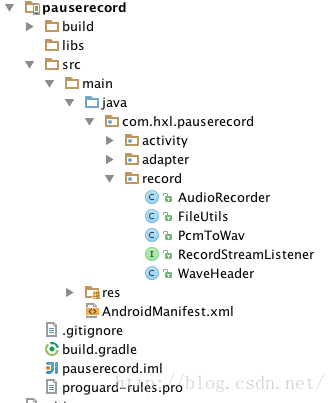 pauserecord
build
libs
src
main
java
com.hxl.pauserecord
activity
adapter
record
AudioRecorder
FileUtils
PcmToWav
RecordStreamListener
WaveHeader
res
AndroidManifest.xml
.gitignore
build.gradle
pauserecord.iml
proguard-rules.pro
http://blog.csdn.net/